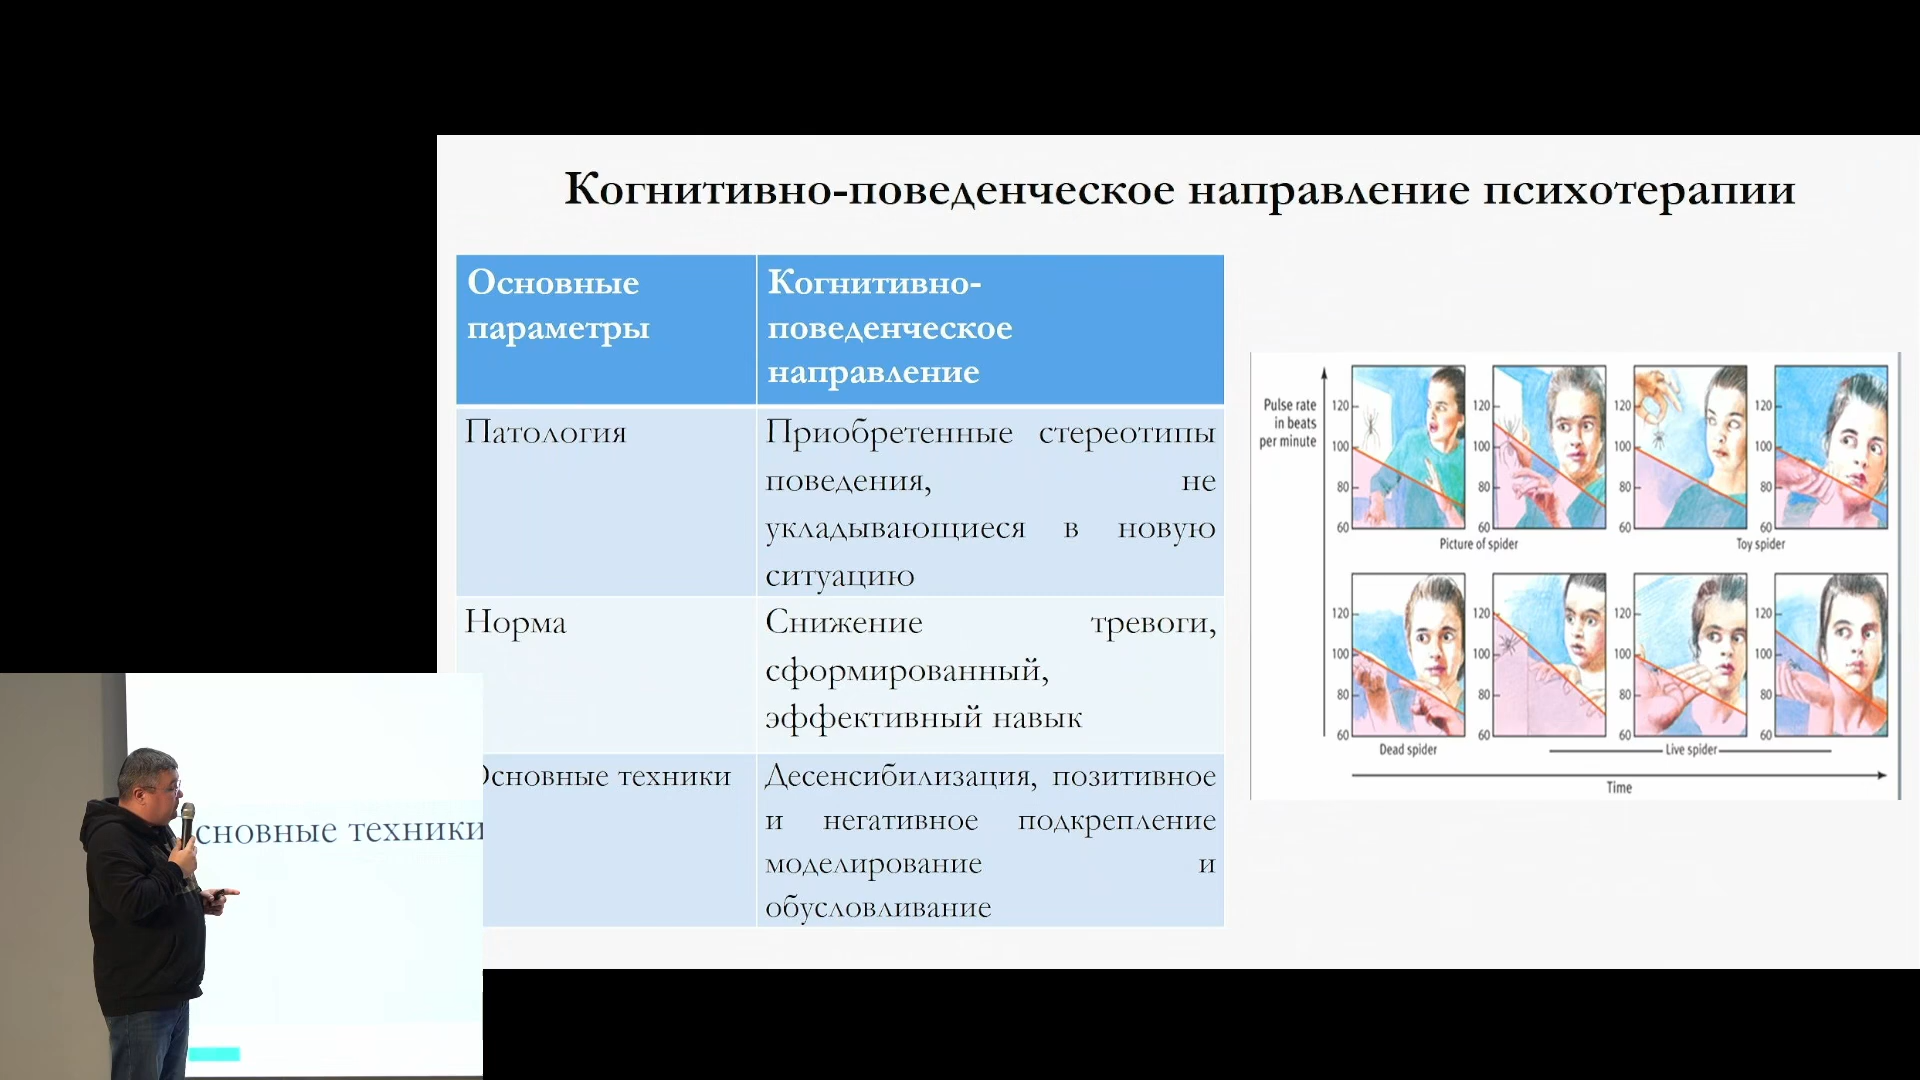 Когнитивно-поведенческое направление психотерапии
Основные
параметры
Когнитивно-
поведенческое
направление
Патология
Приобретенные стереотипы
поведения, не
укладывающиеся в новую
ситуацию
Норма
Снижение тревоги,
сформированный,
эффективный навык
Основные техники
Десенсибилизация, позитивное
и негативное подкрепление
моделирование и
обусловливание
Pulse rate
in beats
per minute
120 120 120 120
100 100 100 100
80 80 80 80
60 60 60 60
Picture of spider Toy spider
120 120 120 120
100 100 100 100
80 80 80 80
60 60 60 60
Dead spider Live spider
Time
сновные техники